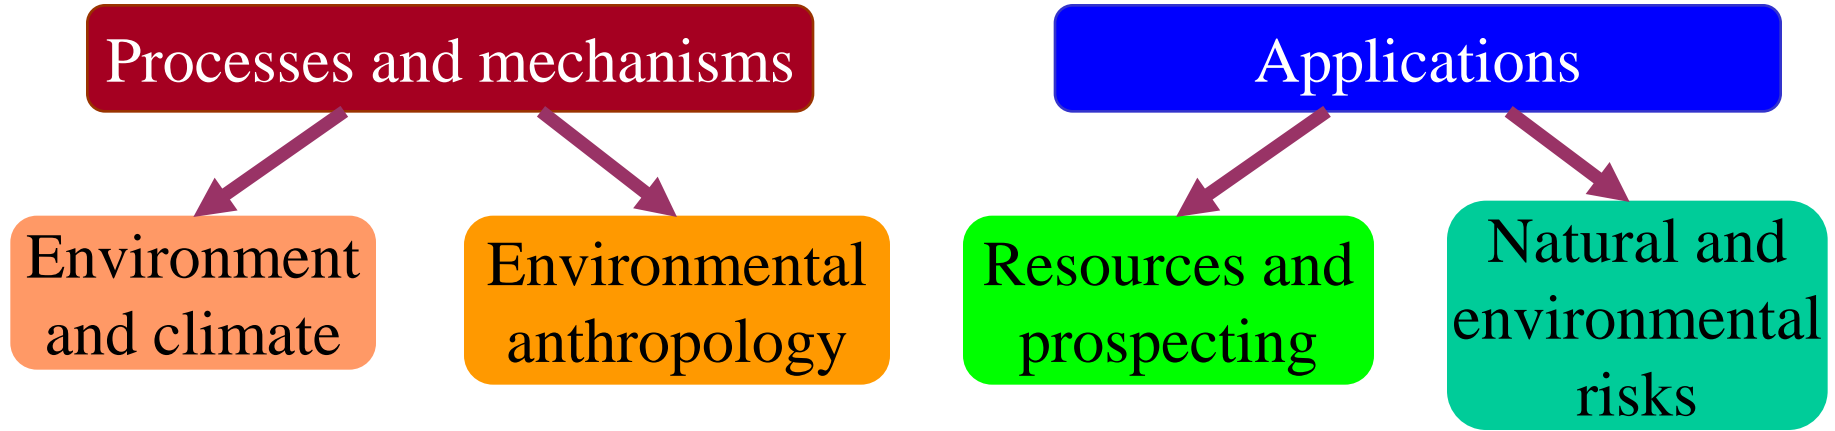 Processes and mechanisms
Applications
Environment
and climate
Environmental
anthropology
Resources and
prospecting
Natural and
environmental
risks